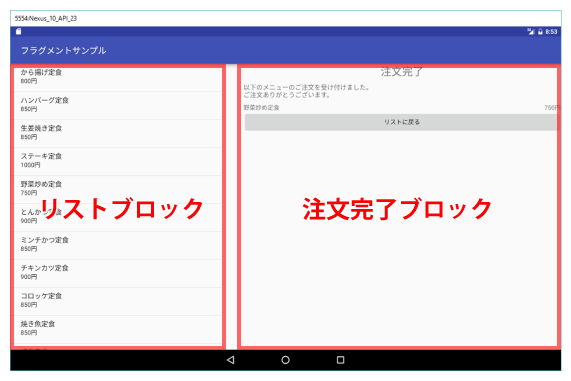 5554:Nexus_10_API_23
8:53
フラグメントサンプル
から揚げ定食
800円
ハンバーグ定食
850円
生姜焼き定食
850円
ステーキ定食
1000円
野菜炒め定食
750円
とんかつ定食
900円
ミンチかつ定食
850円
チキンカツ定食
900円
コロッケ定食
850円
焼き魚定食
850円
リストブロック
注文完了
以下のメニューのご注文を受け付けました。
ご注文ありがとうございます。
野菜炒め定食 750円
リストに戻る
注文完了ブロック